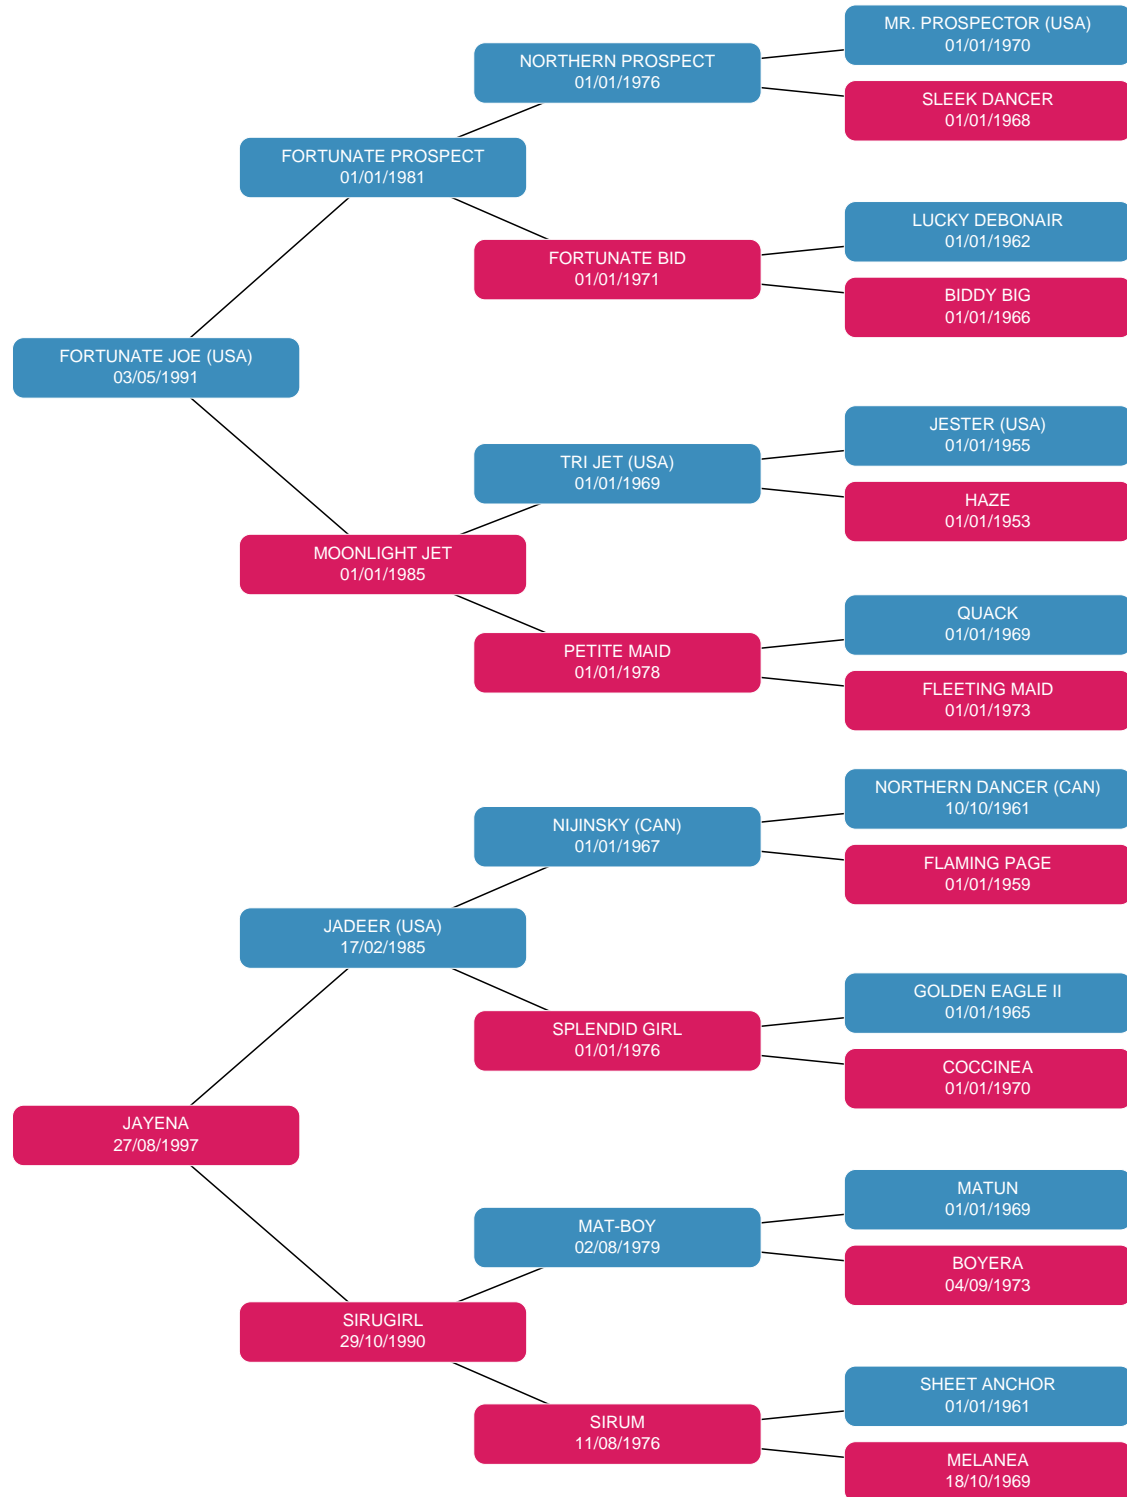 MR. PROSPECTOR (USA)
01/01/1970
NORTHERN PROSPECT
01/01/1976
SLEEK DANCER
01/01/1968
FORTUNATE PROSPECT
01/01/1981
LUCKY DEBONAIR
01/01/1962
FORTUNATE BID
01/01/1971
BIDDY BIG
01/01/1966
FORTUNATE JOE (USA)
03/05/1991
JESTER (USA)
01/01/1955
TRI JET (USA)
01/01/1969
HAZE
01/01/1953
MOONLIGHT JET
01/01/1985
QUACK
01/01/1969
PETITE MAID
01/01/1978
FLEETING MAID
01/01/1973
NORTHERN DANCER (CAN)
10/10/1961
NIJINSKY (CAN)
01/01/1967
FLAMING PAGE
01/01/1959
JADEER (USA)
17/02/1985
GOLDEN EAGLE II
01/01/1965
SPLENDID GIRL
01/01/1976
COCCINEA
01/01/1970
JAYENA
27/08/1997
MATUN
01/01/1969
MAT-BOY
02/08/1979
BOYERA
04/09/1973
SIRUGIRL
29/10/1990
SHEET ANCHOR
01/01/1961
SIRUM
11/08/1976
MELANEA
18/10/1969